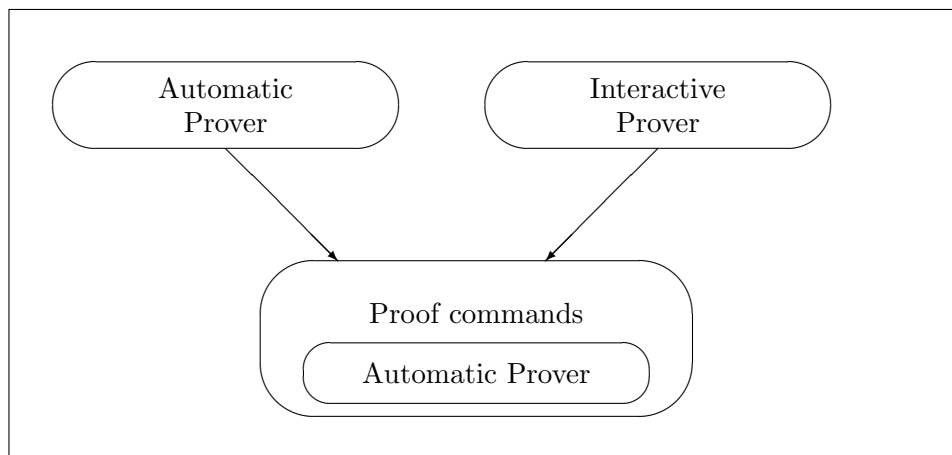 Automatic
Prover
Interactive
Prover
Proof commands
Automatic Prover